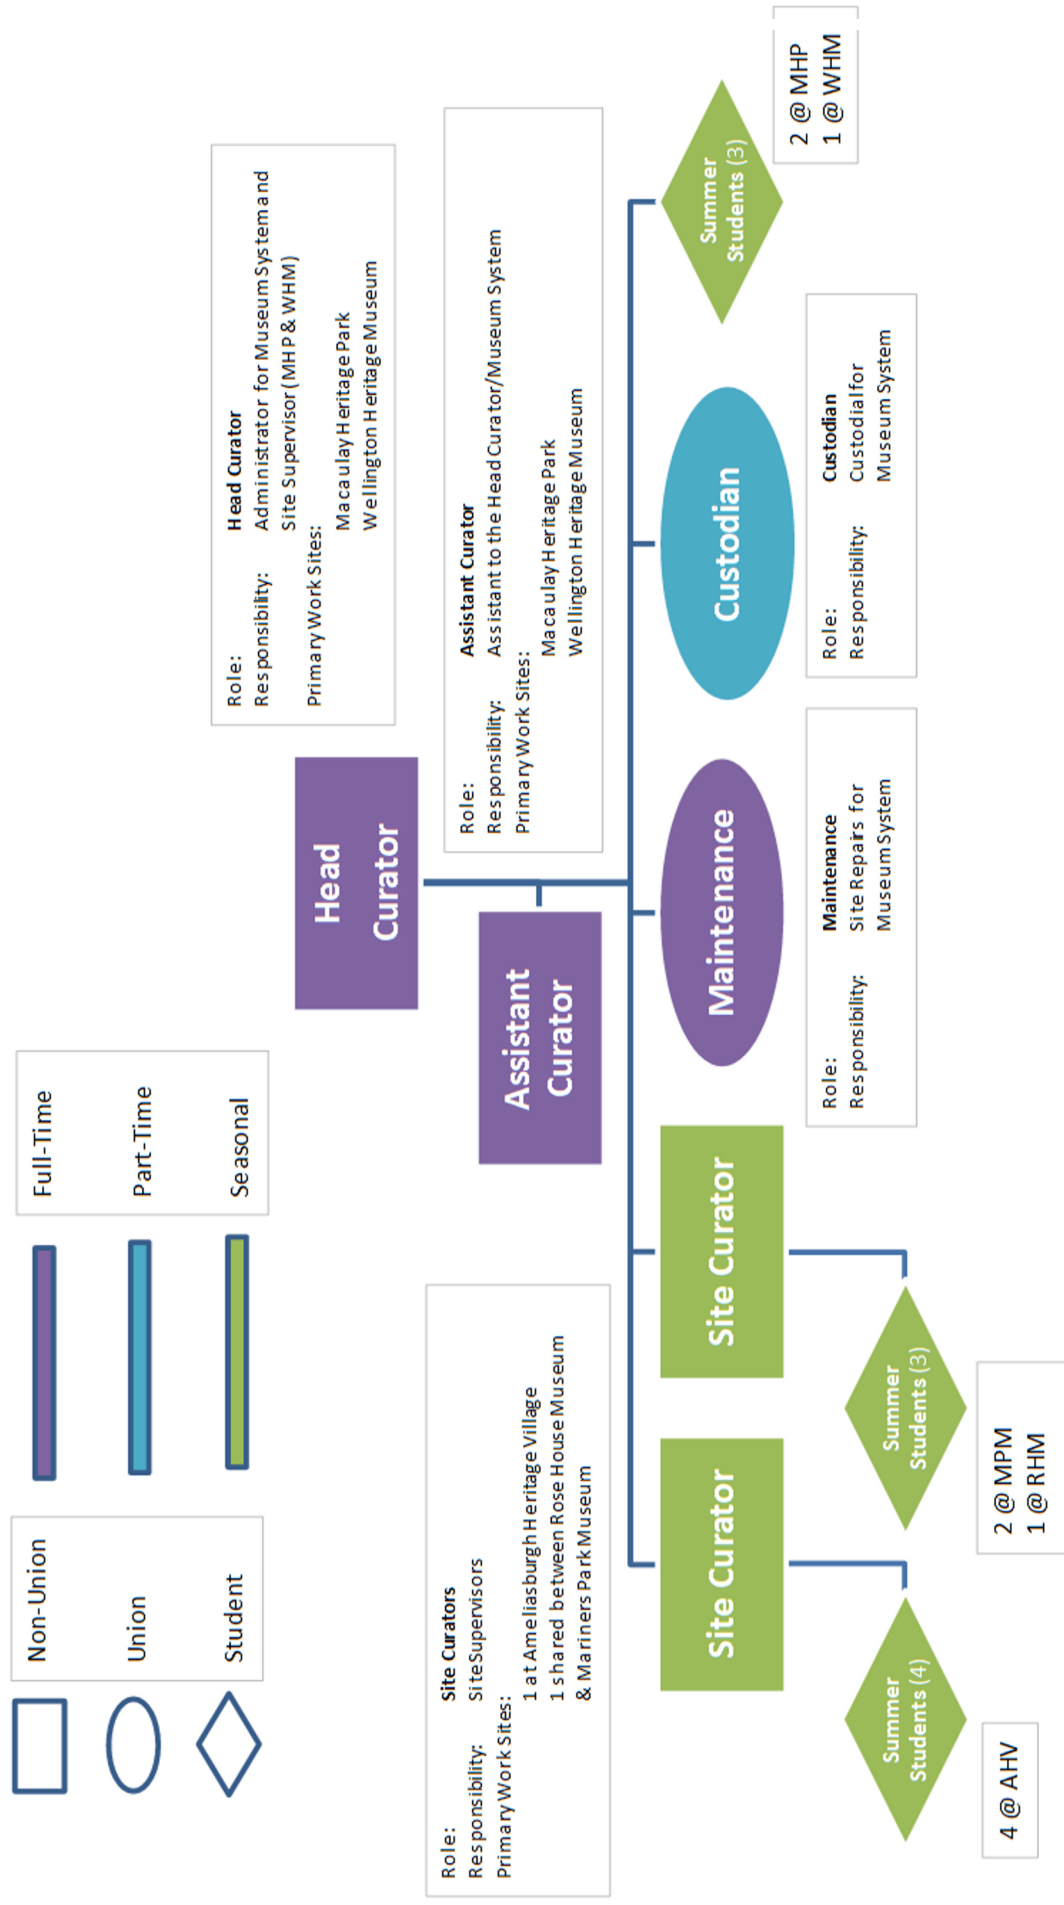 Non-Union
Union
Student
Full-Time
Part-Time
Seasonal
Head
Curator
Role: Head Curator
Responsibility: Administrator for Museum System and
Site Supervisor (MHP & WHM)
Primary Work Sites:
Macaulay Heritage Park
Wellington Heritage Museum
Assistant
Curator
Role: Assistant Curator
Responsibility: Assistant to the Head Curator/Museum System
Primary Work Sites:
Macaulay Heritage Park
Wellington Heritage Museum
Role: Site Curators
Responsibility: Site Supervisors
Primary Work Sites:
1 at Ameliasburgh Heritage Village
1 shared between Rose House Museum
& Mariners Park Museum
Site Curator
Site Curator
Maintenance
Custodian
Summer
Students (3)
2 @ MHP
1 @ WHM
Role: Maintenance
Responsibility: Site Repairs for
Museum System
Role: Custodian
Responsibility: Custodial for
Museum System
Summer
Students (4)
4 @ AHV
Summer
Students (3)
2 @ MPM
1 @ RHM